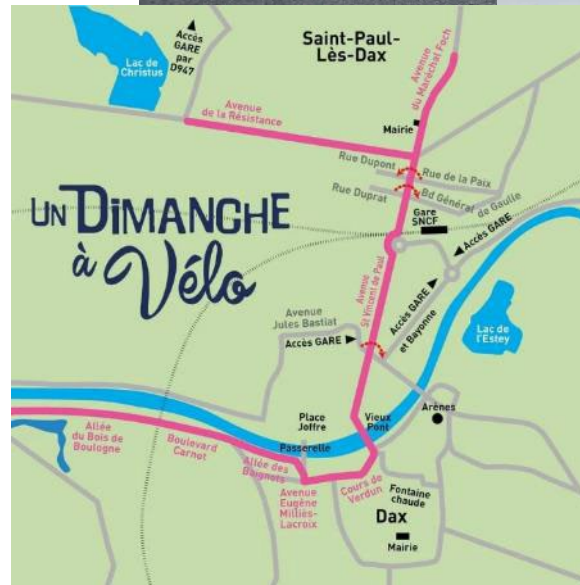 Accès
GARE
par
D947
Lac de
Christus
Saint-Paul-
Lès-Dax
Avenue
du Maréchal Foch
Avenue
de la Résistance
Mairie
Rue Dupont
Rue de la Paix
Rue Duprat
Bd Général
de Gaulle
Gare
SNCF
UN DIMANCHE
à Vélo
Accès GARE
Avenue
St Vincent de Paul
Accès GARE
et Bayonne
Lac de
l'Estey
Avenue
Jules Bastiat
Accès GARE
Arènes
Place
Joffre
Vieux
Pont
Allée
du Bois de
Boulogne
Boulevard
Carnot
Passerelle
Allée des
Baignots
Avenue
Eugène
Milliès-
Lacroix
Cours de
Verdun
Fontaine
chaude
Dax
Mairie